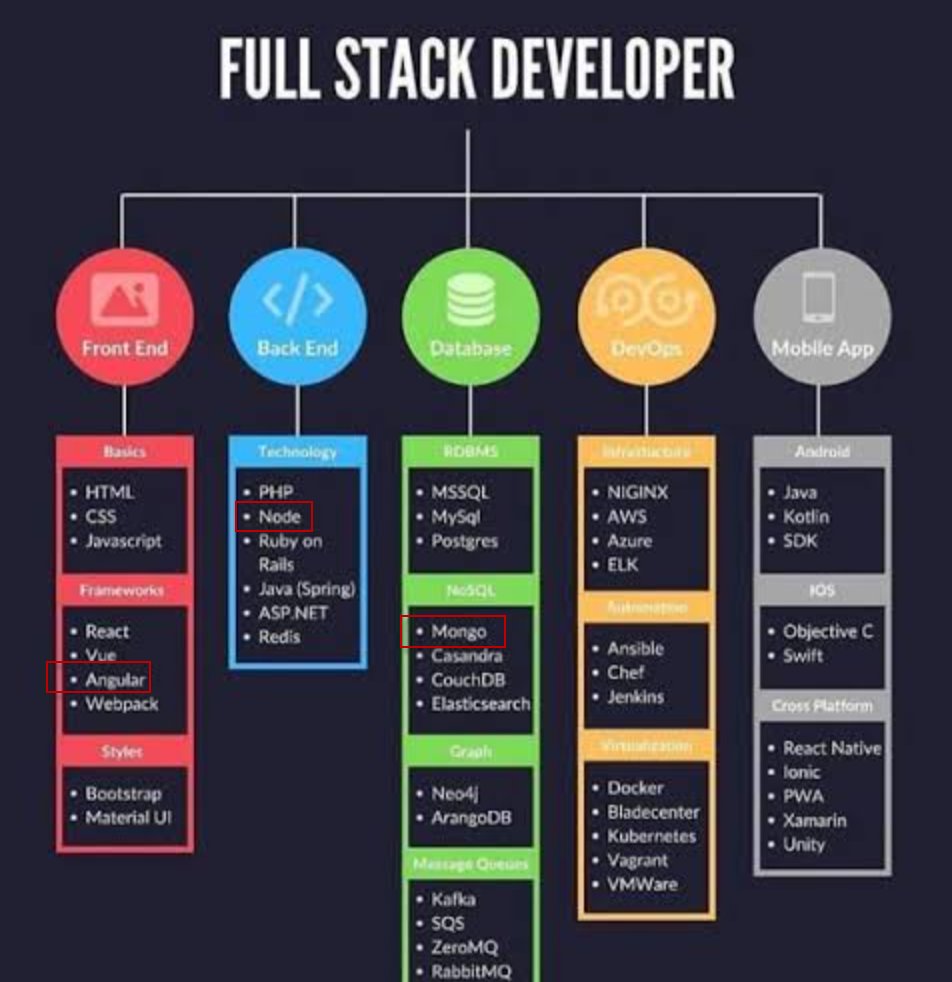 FULL STACK DEVELOPER
Front End
Back End
Database
DevOps
Mobile App
Basics
• HTML
• CSS
• Javascript
Frameworks
• React
• Vue
• Angular
• Webpack
Styles
• Bootstrap
• Material UI
Technology
• PHP
• Node
• Ruby on
Rails
• Java (Spring)
• ASP.NET
• Redis
RDBMS
• MSSQL
• MySql
• Postgres
NoSQL
• Mongo
• Casandra
• CouchDB
• Elasticsearch
Graph
• Neo4j
• ArangoDB
Message Queues
• Kafka
• SQS
• ZeroMQ
• RabbitMQ
• NIGINX
• AWS
• Azure
• ELK
Automation
• Ansible
• Chef
• Jenkins
Virtualization
• Docker
• Bladecenter
• Kubernetes
• Vagrant
• VMWare
Android
• Java
• Kotlin
• SDK
IOS
• Objective C
• Swift
Cross Platform
• React Native
• Ionic
• PWA
• Xamarin
• Unity